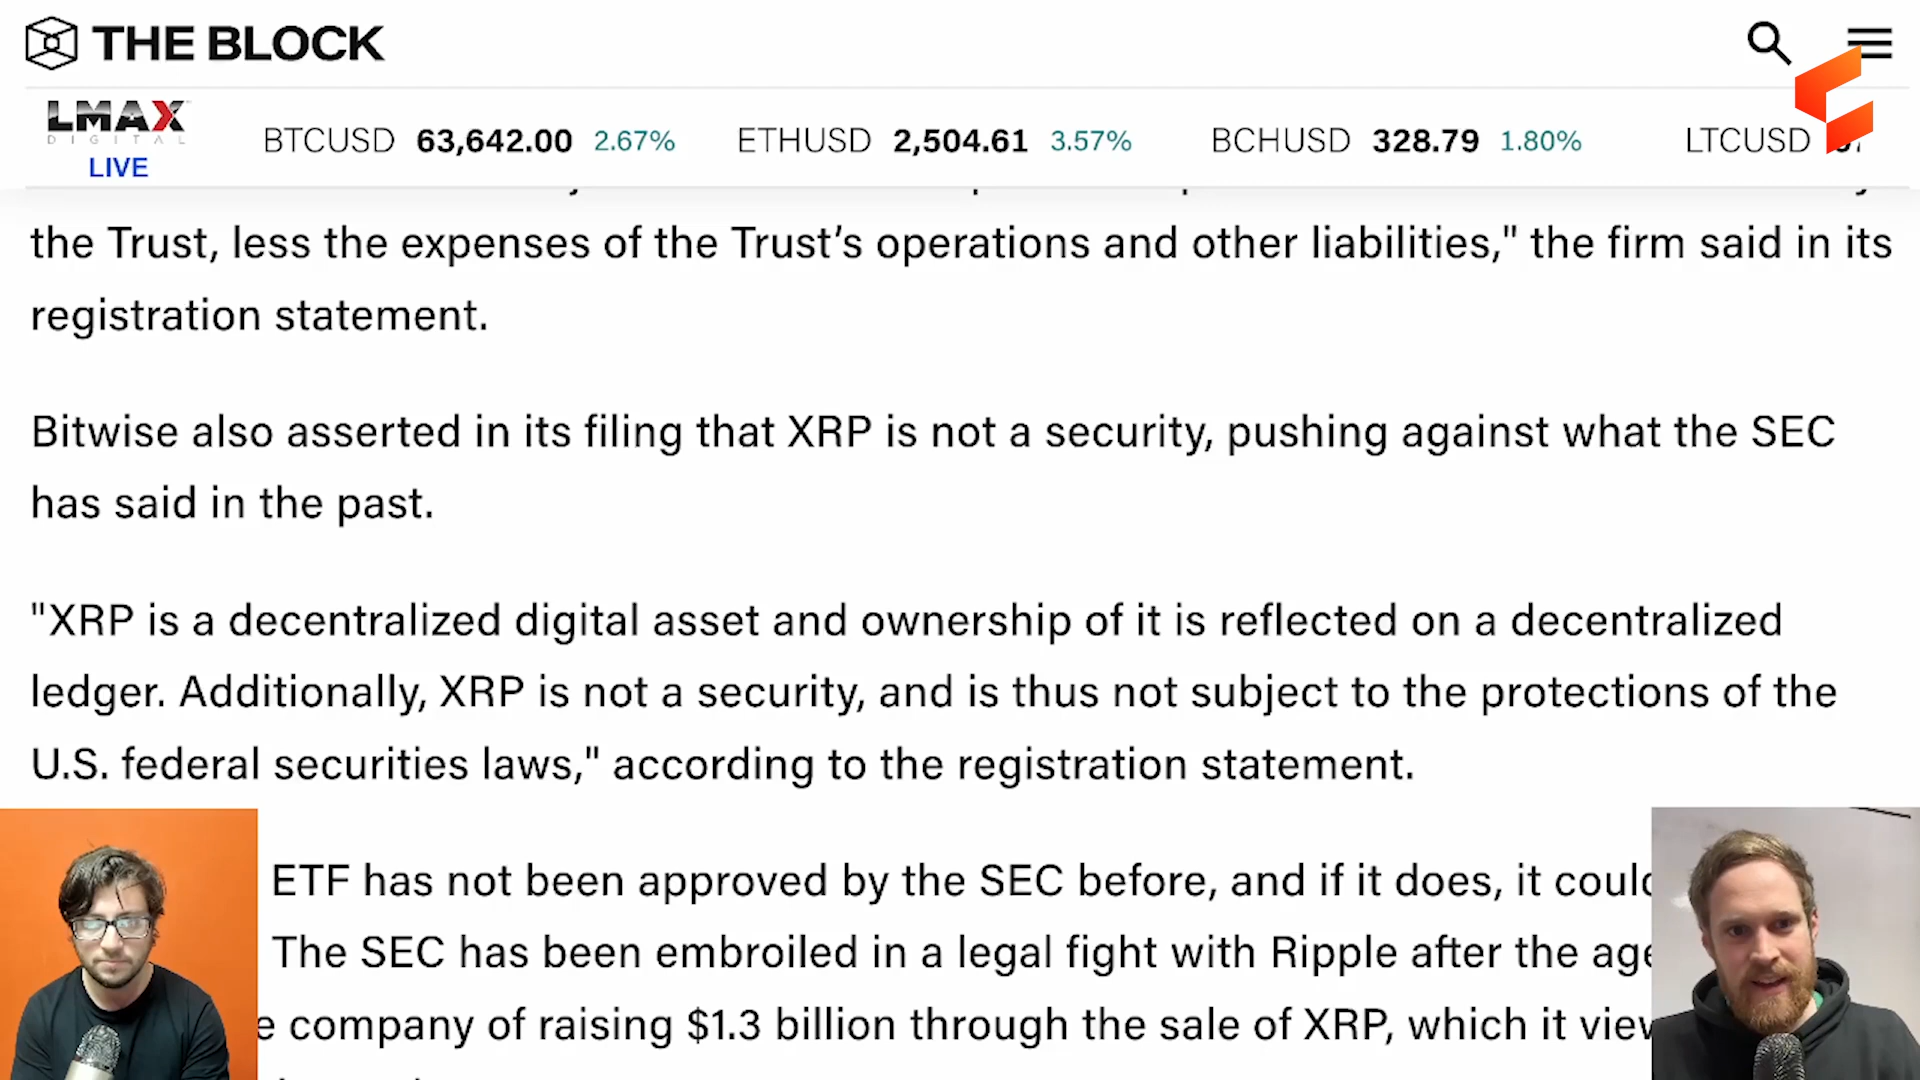 THE BLOCK
LMAX
DIGITAL
LIVE
BTCUSD 63,642.00 2.67% ETHUSD 2,504.61 3.57% BCHUSD 328.79 1.80% LTCUSD
the Trust, less the expenses of the Trust’s operations and other liabilities," the firm said in its
registration statement.
Bitwise also asserted in its filing that XRP is not a security, pushing against what the SEC
has said in the past.
"XRP is a decentralized digital asset and ownership of it is reflected on a decentralized
ledger. Additionally, XRP is not a security, and is thus not subject to the protections of the
U.S. federal securities laws," according to the registration statement.
ETF has not been approved by the SEC before, and if it does, it could
The SEC has been embroiled in a legal fight with Ripple after the
company of raising $1.3 billion through the sale of XRP, which it